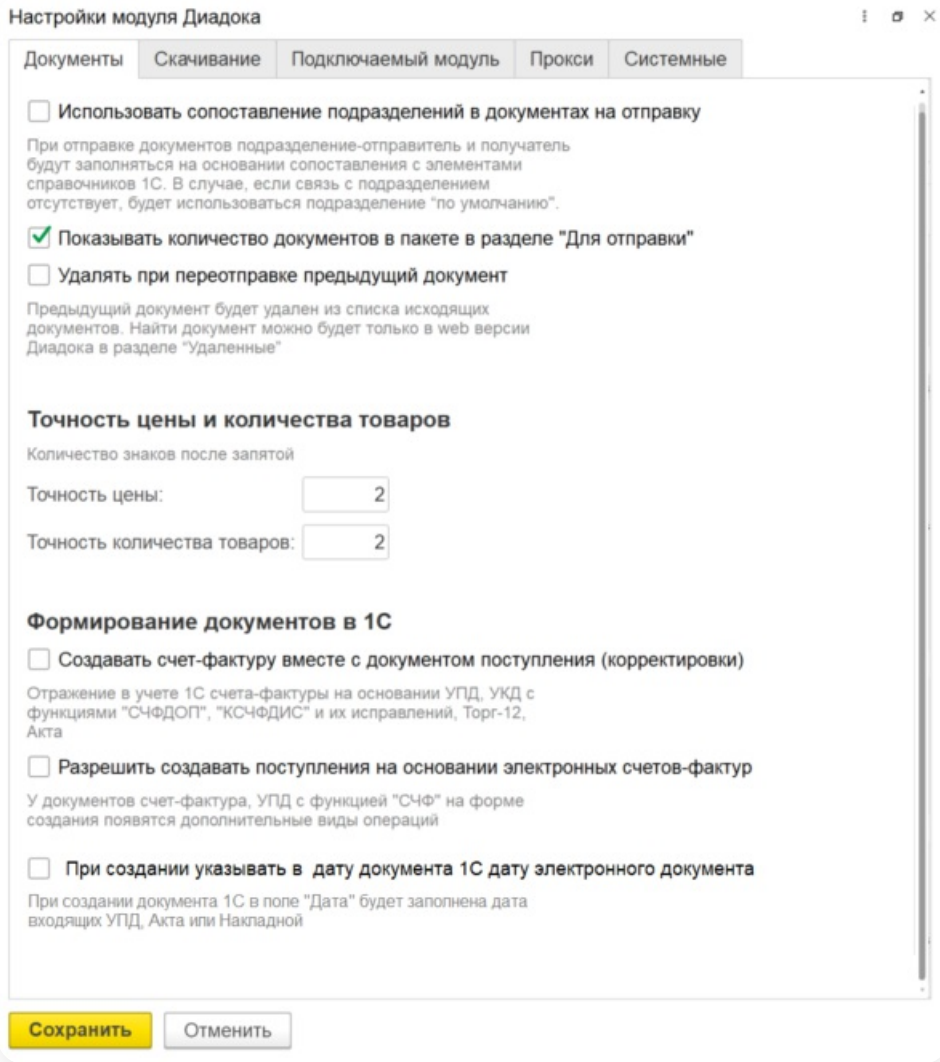 Настройки модуля Диадока
Документы Скачивание Подключаемый модуль Прокси Системные
Использовать сопоставление подразделений в документах на отправку
При отправке документов подразделение-отправитель и получатель
будут заполняться на основании сопоставления с элементами
справочников 1С. В случае, если связь с подразделением
отсутствует, будет использоваться подразделение "по умолчанию".
Показывать количество документов в пакете в разделе "Для отправки"
Удалять при переотправке предыдущий документ
Предыдущий документ будет удален из списка исходящих
документов. Найти документ можно будет только в web версии
Диадока в разделе "Удаленные"
Точность цены и количества товаров
Количество знаков после запятой
Точность цены: 2
Точность количества товаров: 2
Формирование документов в 1С
Создавать счет-фактуру вместе с документом поступления (корректировки)
Отражение в учете 1С счета-фактуры на основании УПД, УКД с
функциями "СЧФДОП", "КСЧФДИС" и их исправлений, Торг-12,
Акта
Разрешить создавать поступления на основании электронных счетов-фактур
У документов счет-фактура, УПД с функцией "СЧФ" на форме
создания появятся дополнительные виды операций
При создании указывать в дату документа 1С дату электронного документа
При создании документа 1С в поле "Дата" будет заполнена дата
входящих УПД, Акта или Накладной
Сохранить Отменить